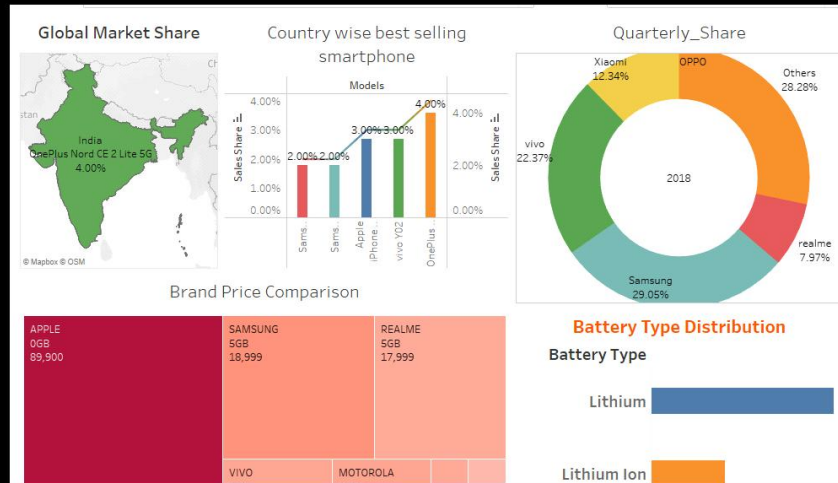 Global Market Share
India
OnePlus Nord CE 2 Lite 5G
4.00%
© Mapbox © OSM
Country wise best selling
smartphone
Models
4.00%
3.00%
2.00%
1.00%
0.00%
Sales Share
2.00%
2.00%
3.00%
3.00%
4.00%
4.00%
2.00%
0.00%
Sales Share
Sams..
Sams..
Apple
iPhone..
vivo Y02
OnePlus..
Quarterly_Share
Xiaomi
12.34%
OPPO
Others
28.28%
vivo
22.37%
2018
realme
7.97%
Samsung
29.05%
Brand Price Comparison
APPLE
0GB
89,900
SAMSUNG
5GB
18,999
REALME
5GB
17,999
VIVO
MOTOROLA
Battery Type Distribution
Battery Type
Lithium
Lithium Ion